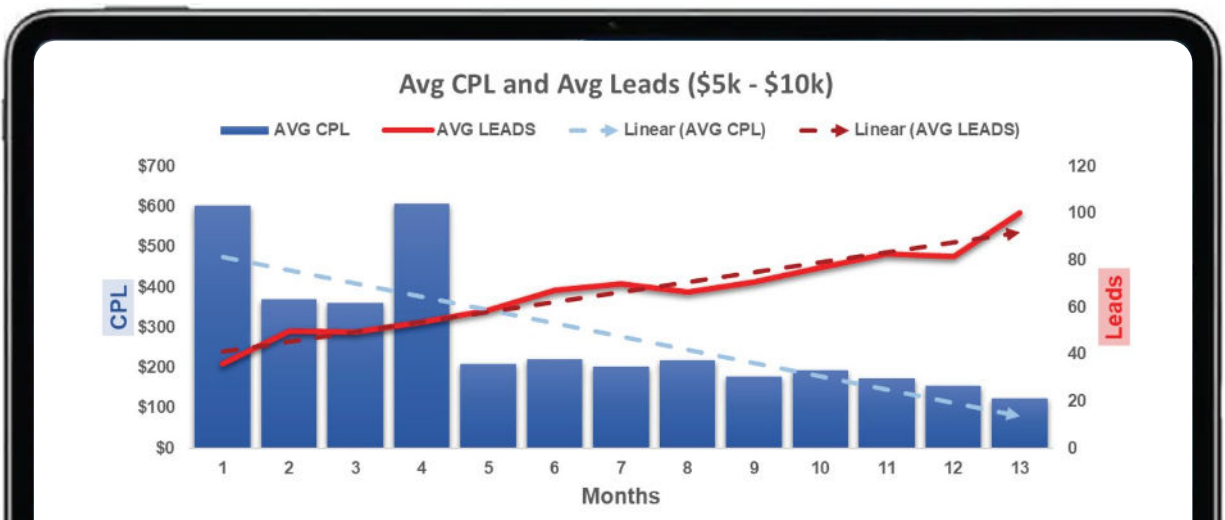 Avg CPL and Avg Leads ($5k - $10k)
AVG CPL AVG LEADS Linear (AVG CPL) Linear (AVG LEADS)
$700 120
$600 100
$500 80
$400 60
$300 40
$200 20
$100 0
$0
CPL
Leads
1 2 3 4 5 6 7 8 9 10 11 12 13
Months